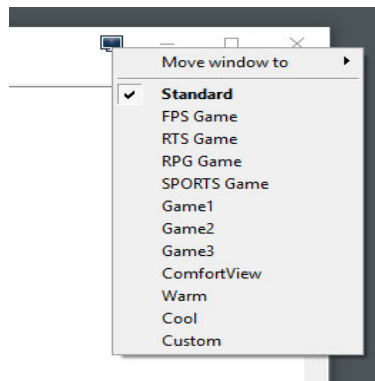 Move window to
Standard
FPS Game
RTS Game
RPG Game
SPORTS Game
Game1
Game2
Game3
ComfortView
Warm
Cool
Custom